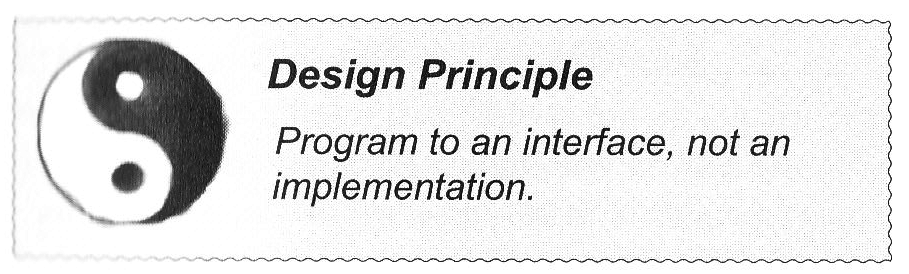 Design Principle
Program to an interface, not an
implementation.